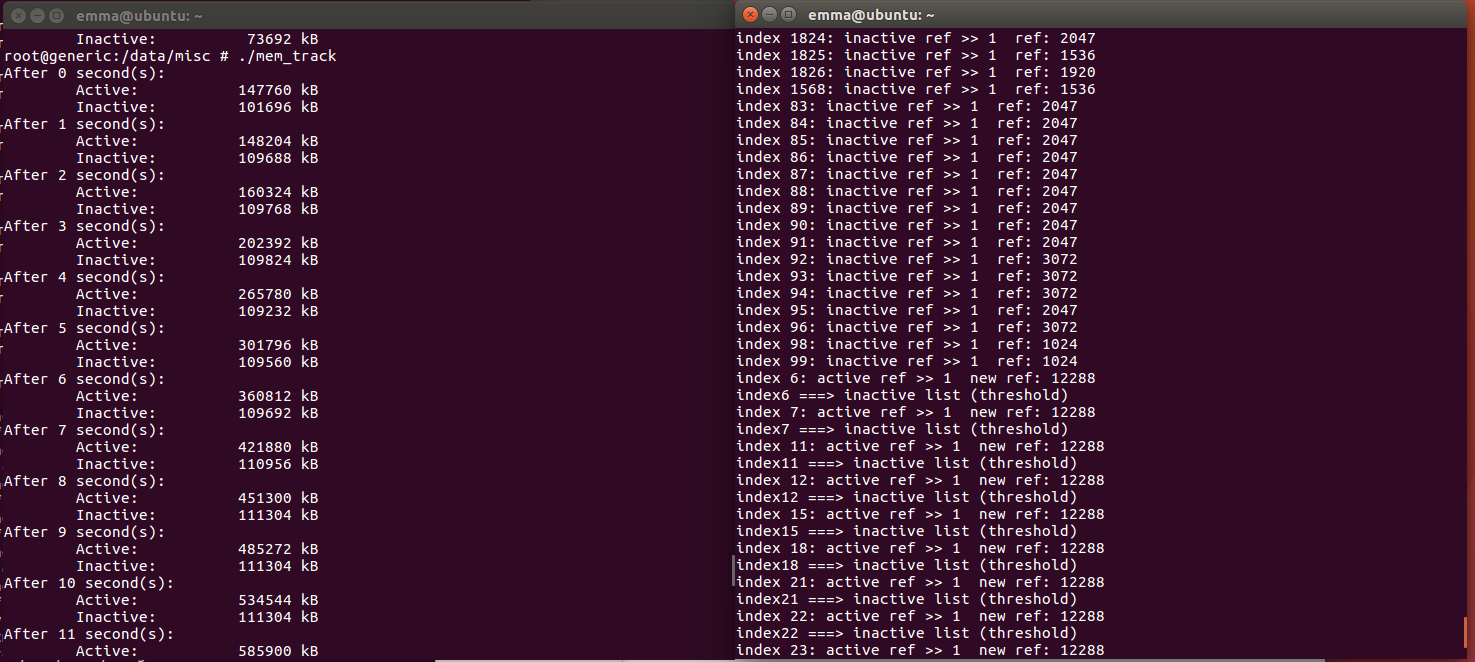 emma@ubuntu: ~
Inactive: 73692 kB
root@generic:/data/misc # ./mem_track
After 0 second(s):
Active: 147760 kB
Inactive: 101696 kB
After 1 second(s):
Active: 148204 kB
Inactive: 109688 kB
After 2 second(s):
Active: 160324 kB
Inactive: 109768 kB
After 3 second(s):
Active: 202392 kB
Inactive: 109824 kB
After 4 second(s):
Active: 265780 kB
Inactive: 109232 kB
After 5 second(s):
Active: 301796 kB
Inactive: 109560 kB
After 6 second(s):
Active: 360812 kB
Inactive: 109692 kB
After 7 second(s):
Active: 421880 kB
Inactive: 110956 kB
After 8 second(s):
Active: 451300 kB
Inactive: 111304 kB
After 9 second(s):
Active: 485272 kB
Inactive: 111304 kB
After 10 second(s):
Active: 534544 kB
Inactive: 111304 kB
After 11 second(s):
Active: 585900 kB
emma@ubuntu: ~
index 1824: inactive ref >> 1  ref: 2047
index 1825: inactive ref >> 1  ref: 1536
index 1826: inactive ref >> 1  ref: 1920
index 1568: inactive ref >> 1  ref: 1536
index 83: inactive ref >> 1  ref: 2047
index 84: inactive ref >> 1  ref: 2047
index 85: inactive ref >> 1  ref: 2047
index 86: inactive ref >> 1  ref: 2047
index 87: inactive ref >> 1  ref: 2047
index 88: inactive ref >> 1  ref: 2047
index 89: inactive ref >> 1  ref: 2047
index 90: inactive ref >> 1  ref: 2047
index 91: inactive ref >> 1  ref: 2047
index 92: inactive ref >> 1  ref: 3072
index 93: inactive ref >> 1  ref: 3072
index 94: inactive ref >> 1  ref: 3072
index 95: inactive ref >> 1  ref: 2047
index 96: inactive ref >> 1  ref: 3072
index 98: inactive ref >> 1  ref: 1024
index 99: inactive ref >> 1  ref: 1024
index 6: active ref >> 1  new ref: 12288
index6 ===> inactive list (threshold)
index 7: active ref >> 1  new ref: 12288
index7 ===> inactive list (threshold)
index 11: active ref >> 1  new ref: 12288
index11 ===> inactive list (threshold)
index 12: active ref >> 1  new ref: 12288
index12 ===> inactive list (threshold)
index 15: active ref >> 1  new ref: 12288
index15 ===> inactive list (threshold)
index 18: active ref >> 1  new ref: 12288
index18 ===> inactive list (threshold)
index 21: active ref >> 1  new ref: 12288
index21 ===> inactive list (threshold)
index 22: active ref >> 1  new ref: 12288
index22 ===> inactive list (threshold)
index 23: active ref >> 1  new ref: 12288